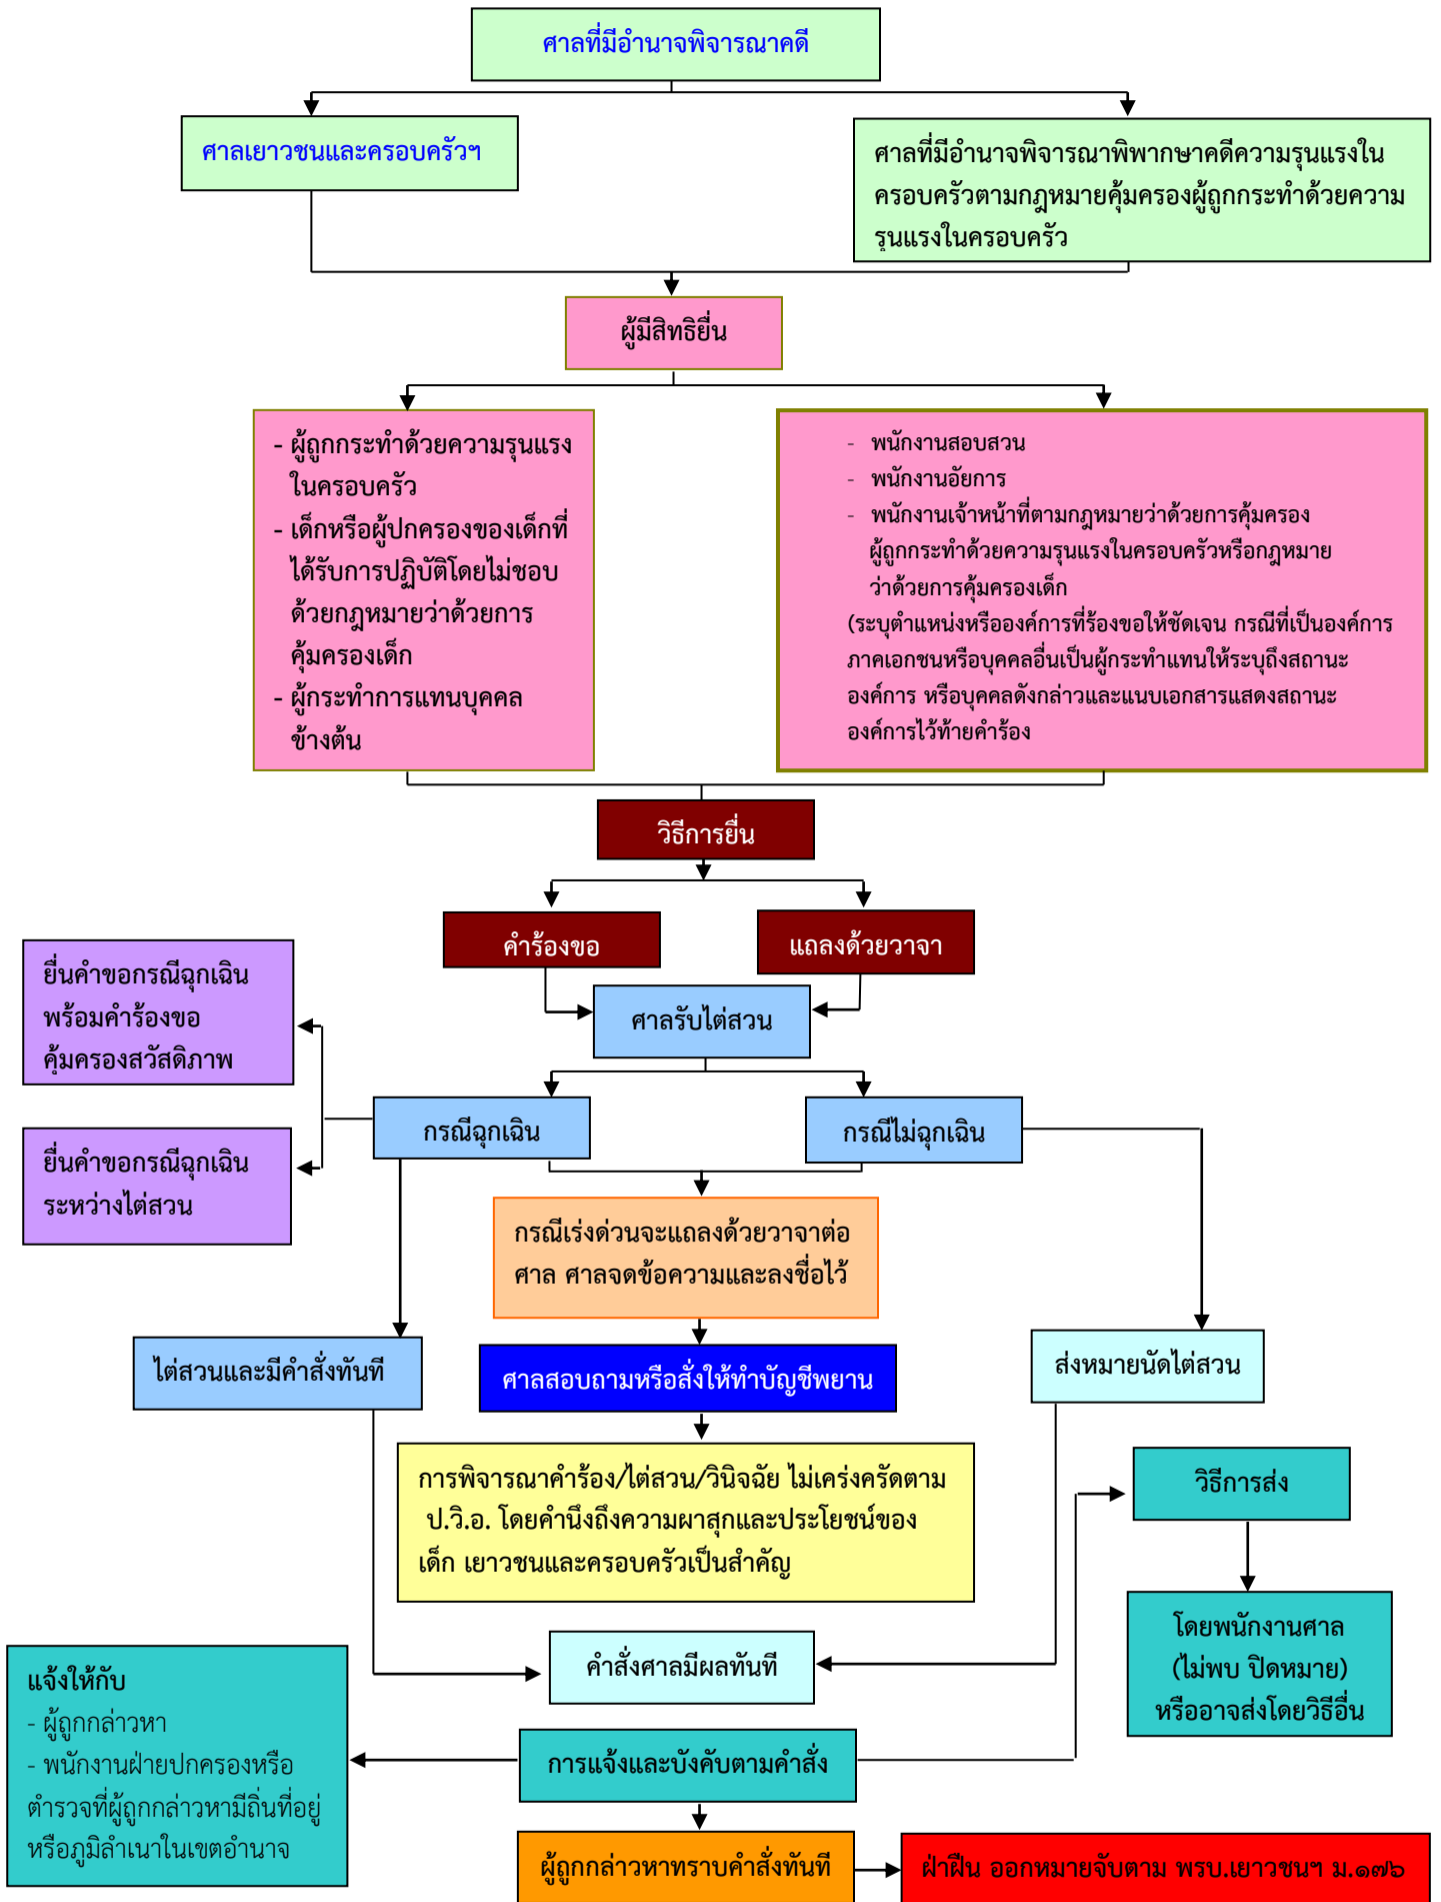 ศาลที่มีอำนาจพิจารณาคดี
ศาลเยาวชนและครอบครัวฯ
ศาลที่มีอำนาจพิจารณาพิพากษาคดีความรุนแรงใน
ครอบครัวตามกฎหมายคุ้มครองผู้ถูกกระทำด้วยความ
รุนแรงในครอบครัว
ผู้มีสิทธิยื่น
- ผู้ถูกกระทำด้วยความรุนแรง
ในครอบครัว
- เด็กหรือผู้ปกครองของเด็กที่
ได้รับการปฏิบัติโดยไม่ชอบ
ด้วยกฎหมายว่าด้วยการ
คุ้มครองเด็ก
- ผู้กระทำการแทนบุคคล
ข้างต้น
- พนักงานสอบสวน
- พนักงานอัยการ
- พนักงานเจ้าหน้าที่ตามกฎหมายว่าด้วยการคุ้มครอง
ผู้ถูกกระทำด้วยความรุนแรงในครอบครัวหรือกฎหมาย
ว่าด้วยการคุ้มครองเด็ก
(ระบุตำแหน่งหรือองค์การที่ร้องขอให้ชัดเจน กรณีที่เป็นองค์การ
ภาคเอกชนหรือบุคคลอื่นเป็นผู้กระทำแทนให้ระบุถึงสถานะ
องค์การ หรือบุคคลดังกล่าวและแนบเอกสารแสดงสถานะ
องค์การไว้ท้ายคำร้อง
วิธีการยื่น
คำร้องขอ
แถลงด้วยวาจา
ยื่นคำขอกรณีฉุกเฉิน
พร้อมคำร้องขอ
คุ้มครองสวัสดิภาพ
ศาลรับไต่สวน
กรณีฉุกเฉิน
กรณีไม่ฉุกเฉิน
ยื่นคำขอกรณีฉุกเฉิน
ระหว่างไต่สวน
กรณีเร่งด่วนจะแถลงด้วยวาจาต่อ
ศาล ศาลจดข้อความและลงชื่อไว้
ไต่สวนและมีคำสั่งทันที
ศาลสอบถามหรือสั่งให้ทำบัญชีพยาน
ส่งหมายนัดไต่สวน
การพิจารณาคำร้อง/ไต่สวน/วินิจฉัย ไม่เคร่งครัดตาม
ป.วิ.อ. โดยคำนึงถึงความผาสุกและประโยชน์ของ
เด็ก เยาวชนและครอบครัวเป็นสำคัญ
วิธีการส่ง
โดยพนักงานศาล
(ไม่พบ ปิดหมาย)
หรืออาจส่งโดยวิธีอื่น
คำสั่งศาลมีผลทันที
แจ้งให้กับ
- ผู้ถูกกล่าวหา
- พนักงานฝ่ายปกครองหรือ
ตำรวจที่ผู้ถูกกล่าวหามีถิ่นที่อยู่
หรือภูมิลำเนาในเขตอำนาจ
การแจ้งและบังคับตามคำสั่ง
ผู้ถูกกล่าวหาทราบคำสั่งทันที
ฝ่าฝืน ออกหมายจับตาม พรบ.เยาวชนฯ ม.๑๗๖